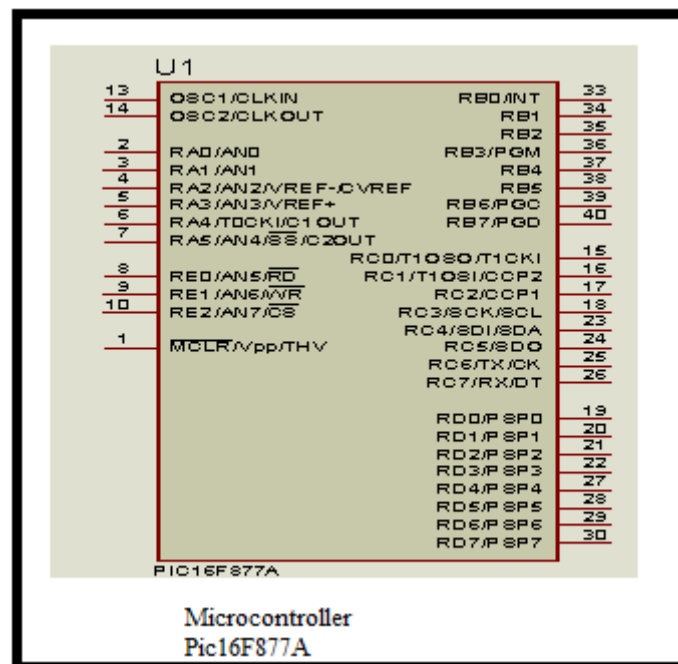 U1
13 OSC1/CLKIN
14 OSC2/CLKOUT
2 RA0/AN0
3 RA1/AN1
4 RA2/AN2/VREF-/CVREF
5 RA3/AN3/VREF+
6 RA4/T0CKI/C1OUT
7 RA5/AN4/SS/C2OUT
8 RE0/AN5/RD
9 RE1/AN6/WR
10 RE2/AN7/CS
1 MCLR/Vpp/THV
RB0/INT 33
RB1 34
RB2 35
RB3/PGM 36
RB4 37
RB5 38
RB6/PGC 39
RB7/PGD 40
RC0/T1OSO/T1CKI 15
RC1/T1OSI/CCP2 16
RC2/CCP1 17
RC3/SCK/SCL 18
RC4/SDI/SDA 23
RC5/SDO 24
RC6/TX/CK 25
RC7/RX/DT 26
RD0/PSP0 19
RD1/PSP1 20
RD2/PSP2 21
RD3/PSP3 22
RD4/PSP4 27
RD5/PSP5 28
RD6/PSP6 29
RD7/PSP7 30
PIC16F877A
Microcontroller
Pic16F877A